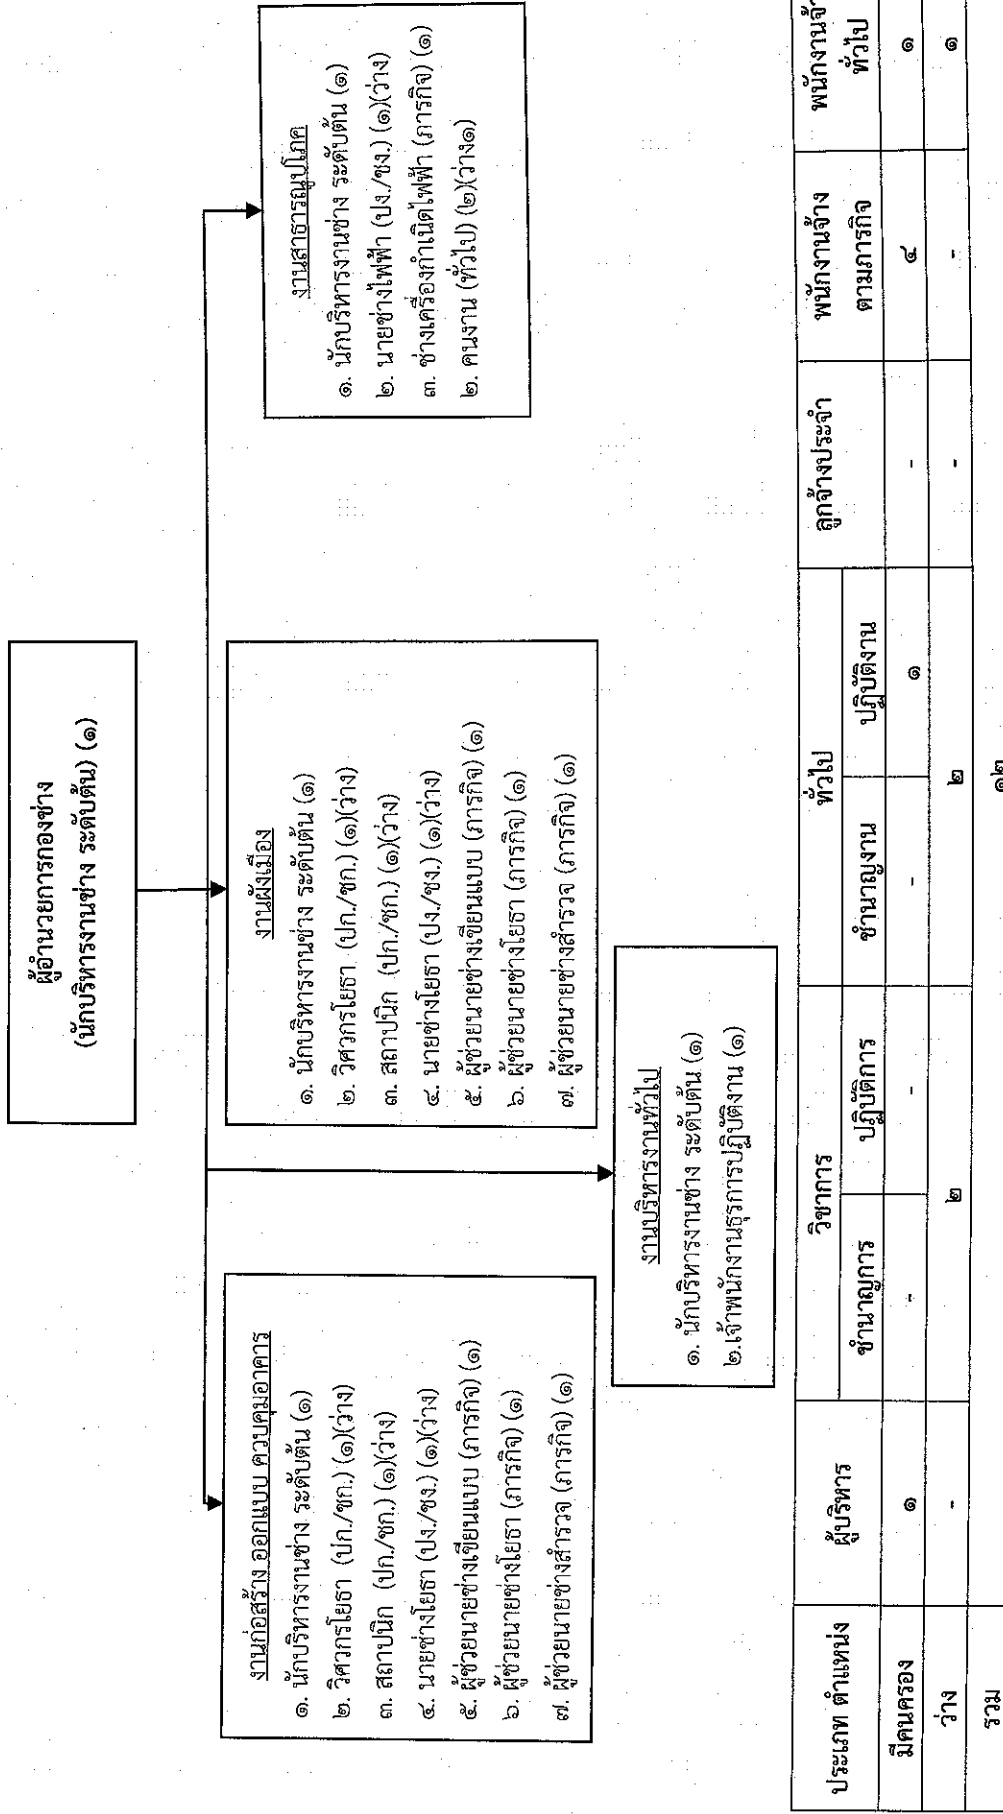 ผู้อำนวยการกองช่าง
(นักบริหารงานช่าง ระดับต้น) (๑)
งานก่อสร้าง ออกแบบ ควบคุมอาคาร
๑. นักบริหารงานช่าง ระดับต้น (๑)
๒. วิศวกรโยธา (ปก./ชก.) (๑)(ว่าง)
๓. สถาปนิก (ปก./ชก.) (๑)(ว่าง)
๔. นายช่างโยธา (ปง./ชง.) (๑)(ว่าง)
๕. ผู้ช่วยนายช่างเขียนแบบ (ภารกิจ) (๑)
๖. ผู้ช่วยนายช่างโยธา (ภารกิจ) (๑)
๗. ผู้ช่วยนายช่างสำรวจ (ภารกิจ) (๑)
งานผังเมือง
๑. นักบริหารงานช่าง ระดับต้น (๑)
๒. วิศวกรโยธา (ปก./ชก.) (๑)(ว่าง)
๓. สถาปนิก (ปก./ชก.) (๑)(ว่าง)
๔. นายช่างโยธา (ปง./ชง.) (๑)(ว่าง)
๕. ผู้ช่วยนายช่างเขียนแบบ (ภารกิจ) (๑)
๖. ผู้ช่วยนายช่างโยธา (ภารกิจ) (๑)
๗. ผู้ช่วยนายช่างสำรวจ (ภารกิจ) (๑)
งานสาธารณูปโภค
๑. นักบริหารงานช่าง ระดับต้น (๑)
๒. นายช่างไฟฟ้า (ปง./ชง.) (๑)(ว่าง)
๓. ช่างเครื่องกำเนิดไฟฟ้า (ภารกิจ) (๑)
๒. คนงาน (ทั่วไป) (๒)(ว่าง๑)
งานบริหารงานทั่วไป
๑. นักบริหารงานช่าง ระดับต้น (๑)
๒.เจ้าพนักงานธุรการปฏิบัติงาน (๑)
ประเภท ตำแหน่ง ผู้บริหาร วิชาการ ทั่วไป ลูกจ้างประจำ พนักงานจ้าง ตามภารกิจ พนักงานจ้า ทั่วไป
ชำนาญการ ปฏิบัติการ ชำนาญงาน ปฏิบัติงาน
มีคนครอง ๑ - - - ๑ - ๔ ๑
ว่าง - ๒ ๒ - - ๑
รวม ๑๒